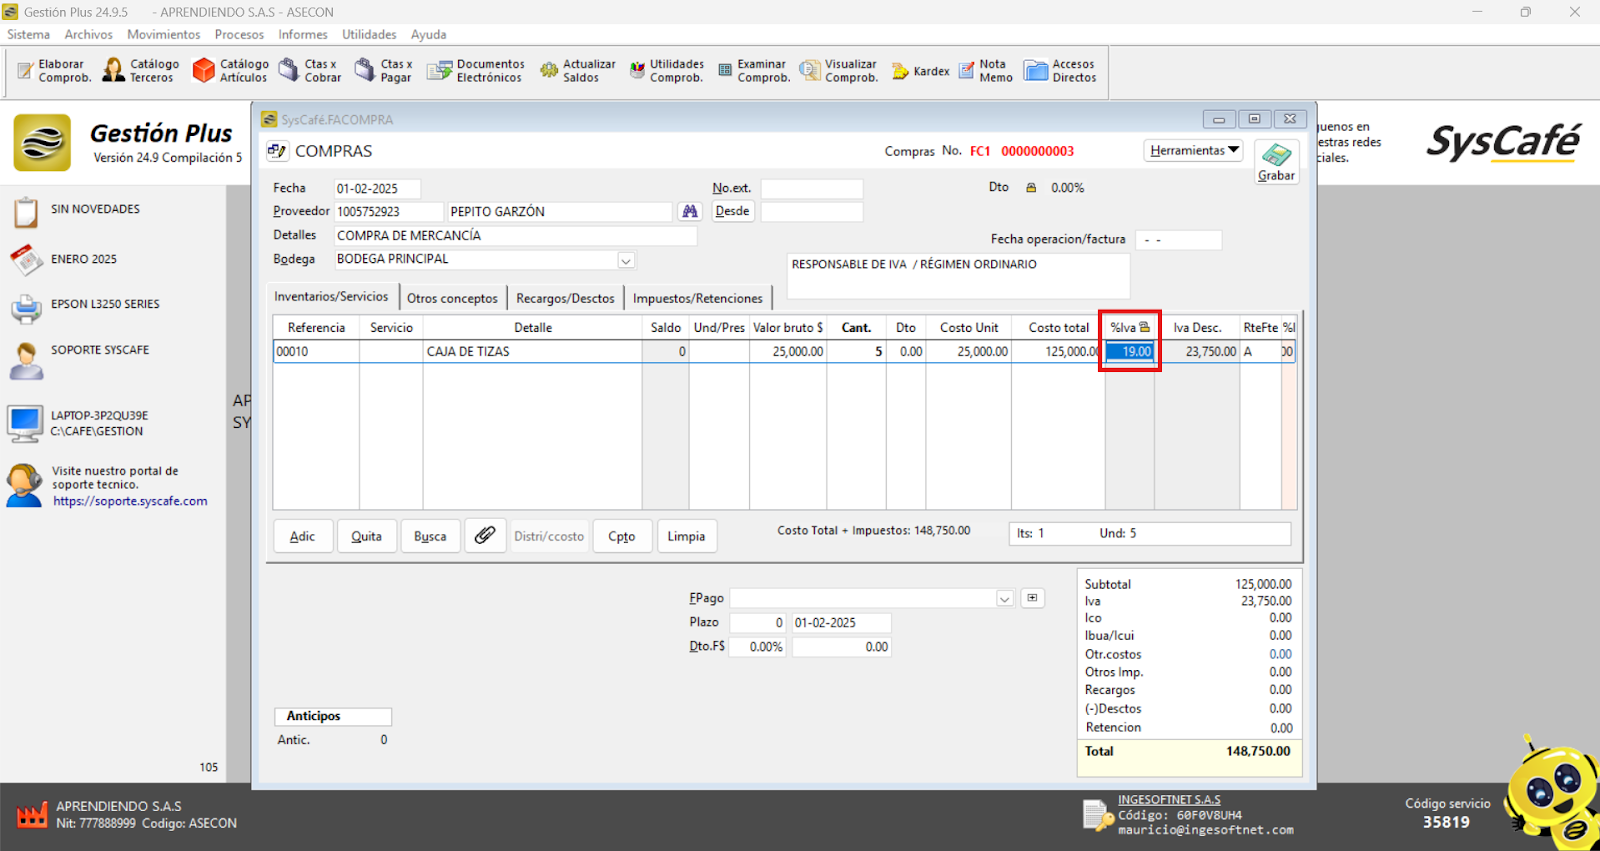 Gestión Plus 24.9.5 - APRENDIENDO S.A.S - ASECON
Sistema Archivos Movimientos Procesos Informes Utilidades Ayuda
Elaborar Comprob. Catálogo Terceros Catálogo Artículos Ctas x Cobrar Ctas x Pagar Documentos Electrónicos Actualizar Saldos Utilidades Comprob. Examinar Comprob. Visualizar Comprob. Kardex Nota Memo Accesos Directos
Gestión Plus
Versión 24.9 Compilación 5
SIN NOVEDADES
ENERO 2025
EPSON L3250 SERIES
SOPORTE SYSCAFE
LAPTOP-3P2QU39E
C:\CAFE\GESTION
Visite nuestro portal de
soporte tecnico.
https://soporte.syscafe.com
105
AP
SY
guenos en
estras redes
ciales.
SysCafé
SysCafé.FACOMPRA
COMPRAS
Compras No. FC1 0000000003
Herramientas
Grabar
Fecha 01-02-2025
No.ext.
Dto 0.00%
Proveedor 1005752923 PEPITO GARZÓN
Desde
Detalles COMPRA DE MERCANCÍA
Fecha operacion/factura - -
Bodega BODEGA PRINCIPAL
RESPONSABLE DE IVA / RÉGIMEN ORDINARIO
Inventarios/Servicios Otros conceptos Recargos/Desctos Impuestos/Retenciones
Referencia Servicio Detalle Saldo Und/Pres Valor bruto $ Cant. Dto Costo Unit Costo total %Iva Iva Desc. RteFte %I
00010 CAJA DE TIZAS 0 25,000.00 5 0.00 25,000.00 125,000.00 19.00 23,750.00 A 00
Adic Quita Busca Distri/ccosto Cpto Limpia
Costo Total + Impuestos: 148,750.00
Its: 1 Und: 5
FPago
Plazo 0 01-02-2025
Dto.F$ 0.00% 0.00
Anticipos
Antic. 0
Subtotal 125,000.00
Iva 23,750.00
Ico 0.00
Ibua/Icui 0.00
Otr.costos 0.00
Otros Imp. 0.00
Recargos 0.00
(-)Desctos 0.00
Retencion 0.00
Total 148,750.00
APRENDIENDO S.A.S
Nit: 777888999 Codigo: ASECON
INGESOFTNET S.A.S
Código: 60F0V8UH4
mauricio@ingesoftnet.com
Código servicio
35819